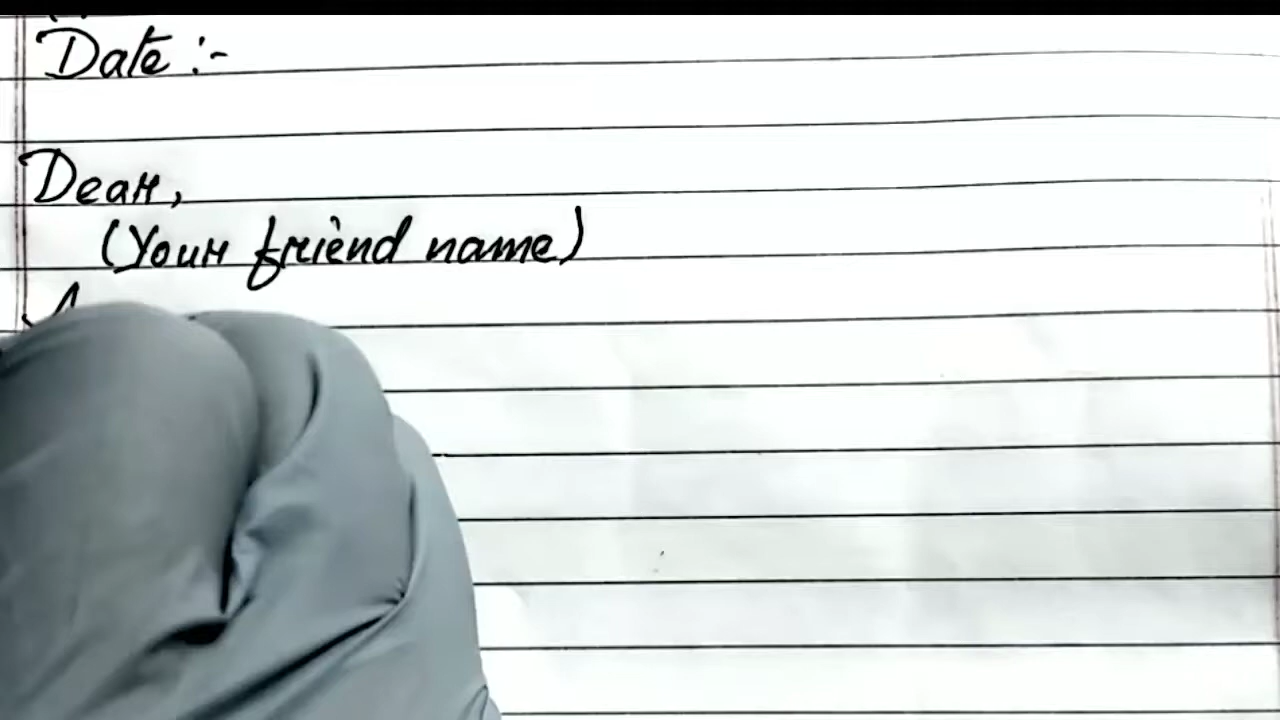 Date :-
Dear,
(Your friend name)